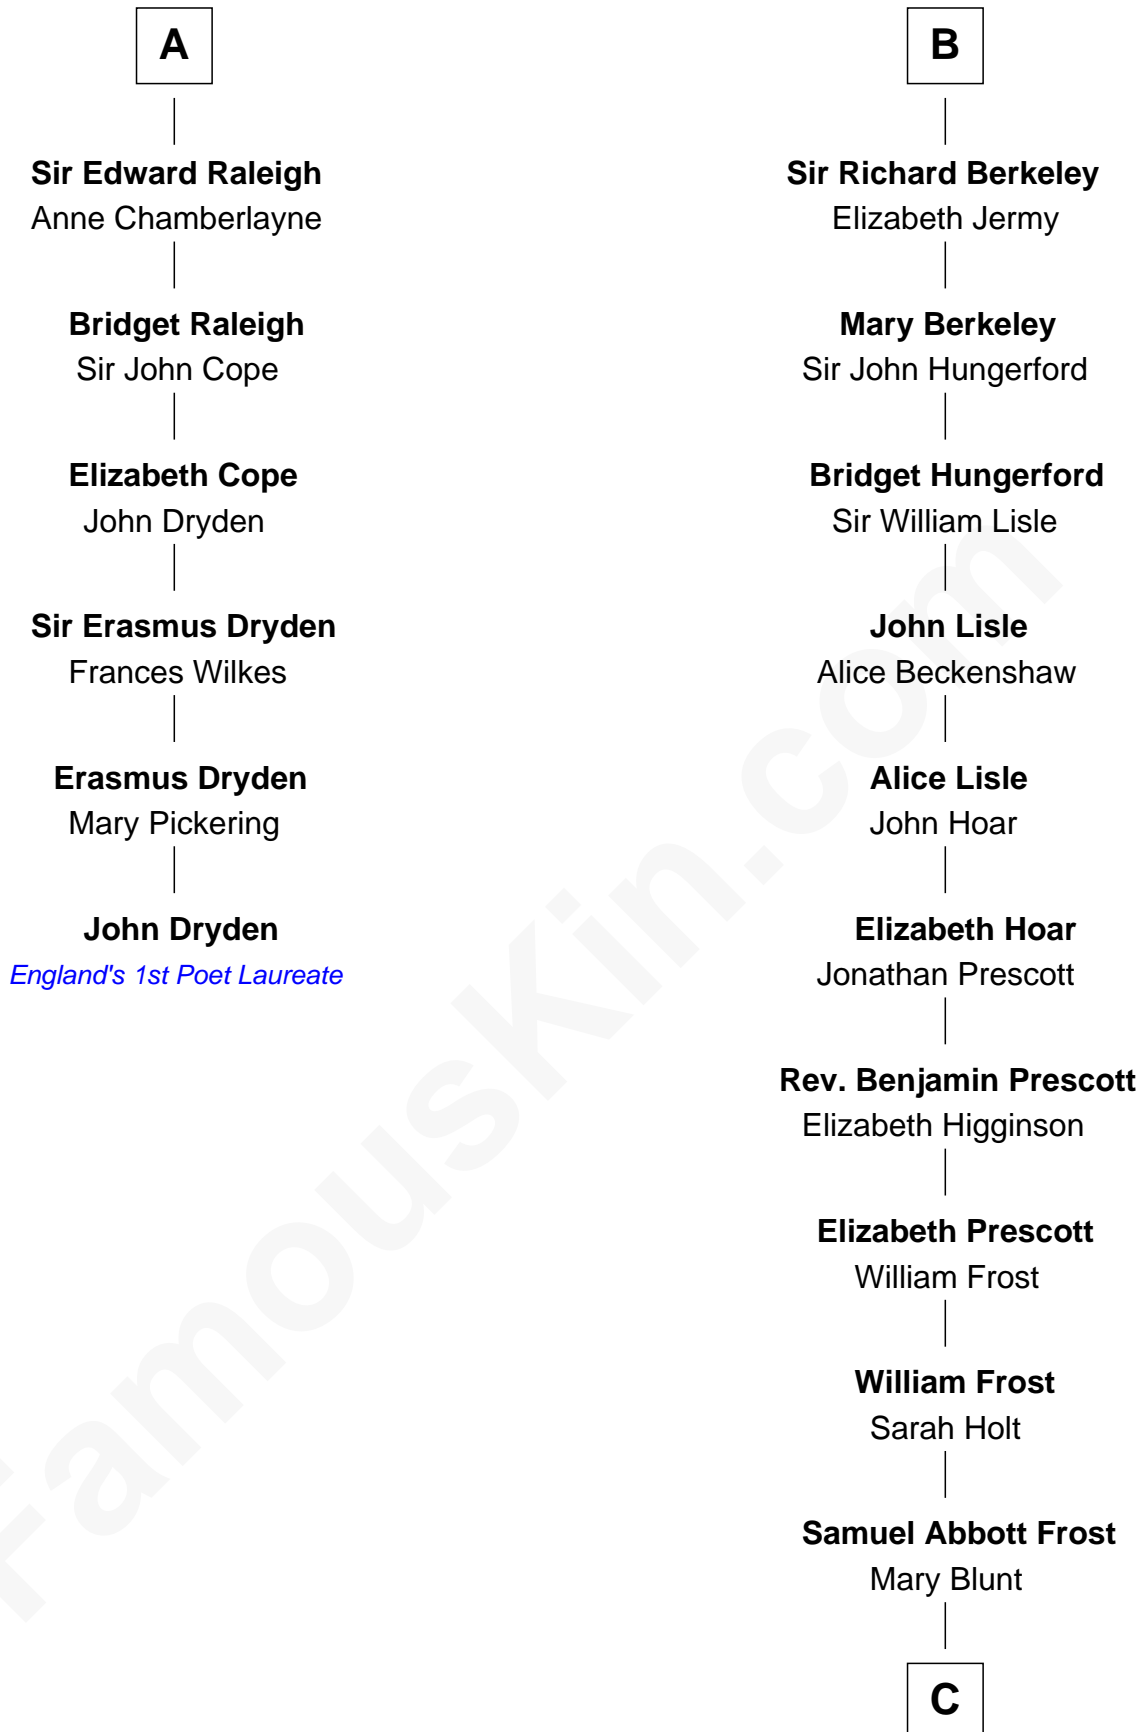 A
Sir Edward Raleigh
Anne Chamberlayne
Bridget Raleigh
Sir John Cope
Elizabeth Cope
John Dryden
Sir Erasmus Dryden
Frances Wilkes
Erasmus Dryden
Mary Pickering
John Dryden
England's 1st Poet Laureate
B
Sir Richard Berkeley
Elizabeth Jermy
Mary Berkeley
Sir John Hungerford
Bridget Hungerford
Sir William Lisle
John Lisle
Alice Beckenshaw
Alice Lisle
John Hoar
Elizabeth Hoar
Jonathan Prescott
Rev. Benjamin Prescott
Elizabeth Higginson
Elizabeth Prescott
William Frost
William Frost
Sarah Holt
Samuel Abbott Frost
Mary Blunt
C
FamousKin.com